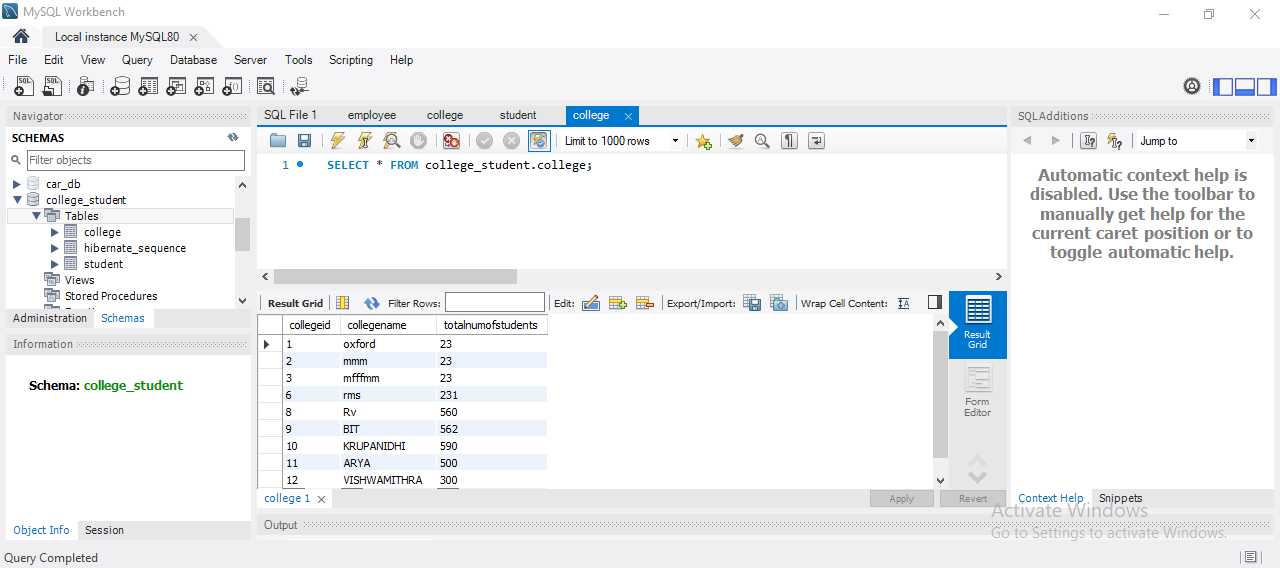 MySQL Workbench
Local instance MySQL80
File Edit View Query Database Server Tools Scripting Help
Navigator
SCHEMAS
Filter objects
car_db
college_student
Tables
college
hibernate_sequence
student
Views
Stored Procedures
Administration Schemas
Information
Schema: college_student
Object Info Session
SQL File 1 employee college student college
Limit to 1000 rows
1 SELECT * FROM college_student.college;
Result Grid Filter Rows: Edit: Export/Import: Wrap Cell Content:
collegeid collegename totalnumofstudents
1 oxford 23
2 mmm 23
3 mfffmm 23
6 rms 231
8 Rv 560
9 BIT 562
10 KRUPANIDHI 590
11 ARYA 500
12 VISHWAMITHRA 300
Result
Grid
Form
Editor
college 1 Apply Revert
Output
SQLAdditions
Jump to
Automatic context help is
disabled. Use the toolbar to
manually get help for the
current caret position or to
toggle automatic help.
Context Help Snippets
Activate Windows
Go to Settings to activate Windows.
Query Completed